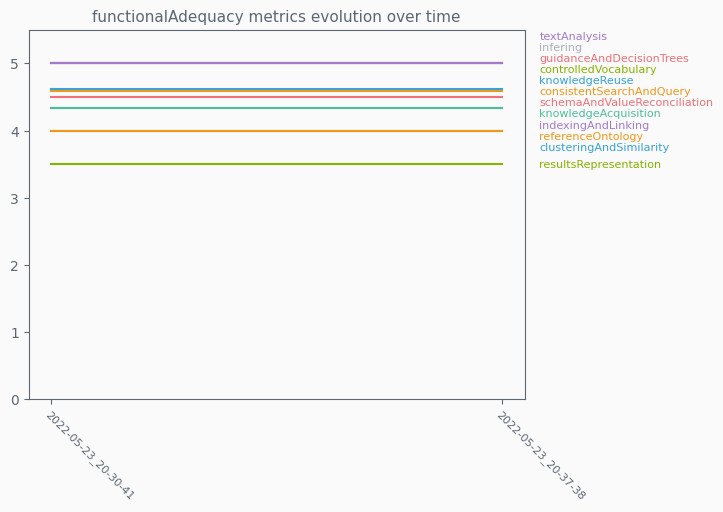 functionalAdequacy metrics evolution over time
textAnalysis
infering
guidanceAndDecisionTrees
controlledVocabulary
knowledgeReuse
consistentSearchAndQuery
schemaAndValueReconciliation
knowledgeAcquisition
indexingAndLinking
referenceOntology
clusteringAndSimilarity
resultsRepresentation
5
4
3
2
1
0
2022-05-23_20-30-41
2022-05-23_20-37-38